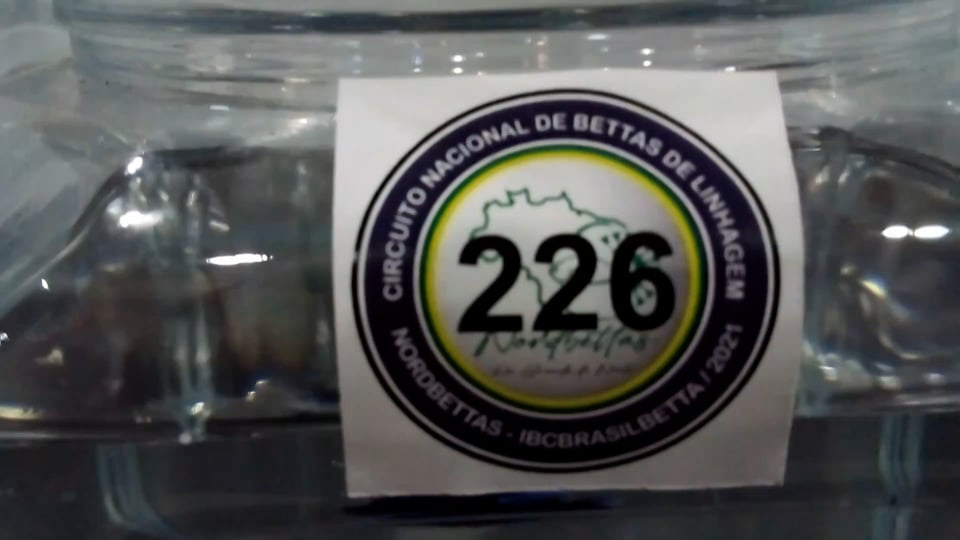 CIRCUITO NACIONAL DE BETTAS DE LINHAGEM
226
Nordbettas
NORDBETTAS - IBCBRASILBETTA / 2021